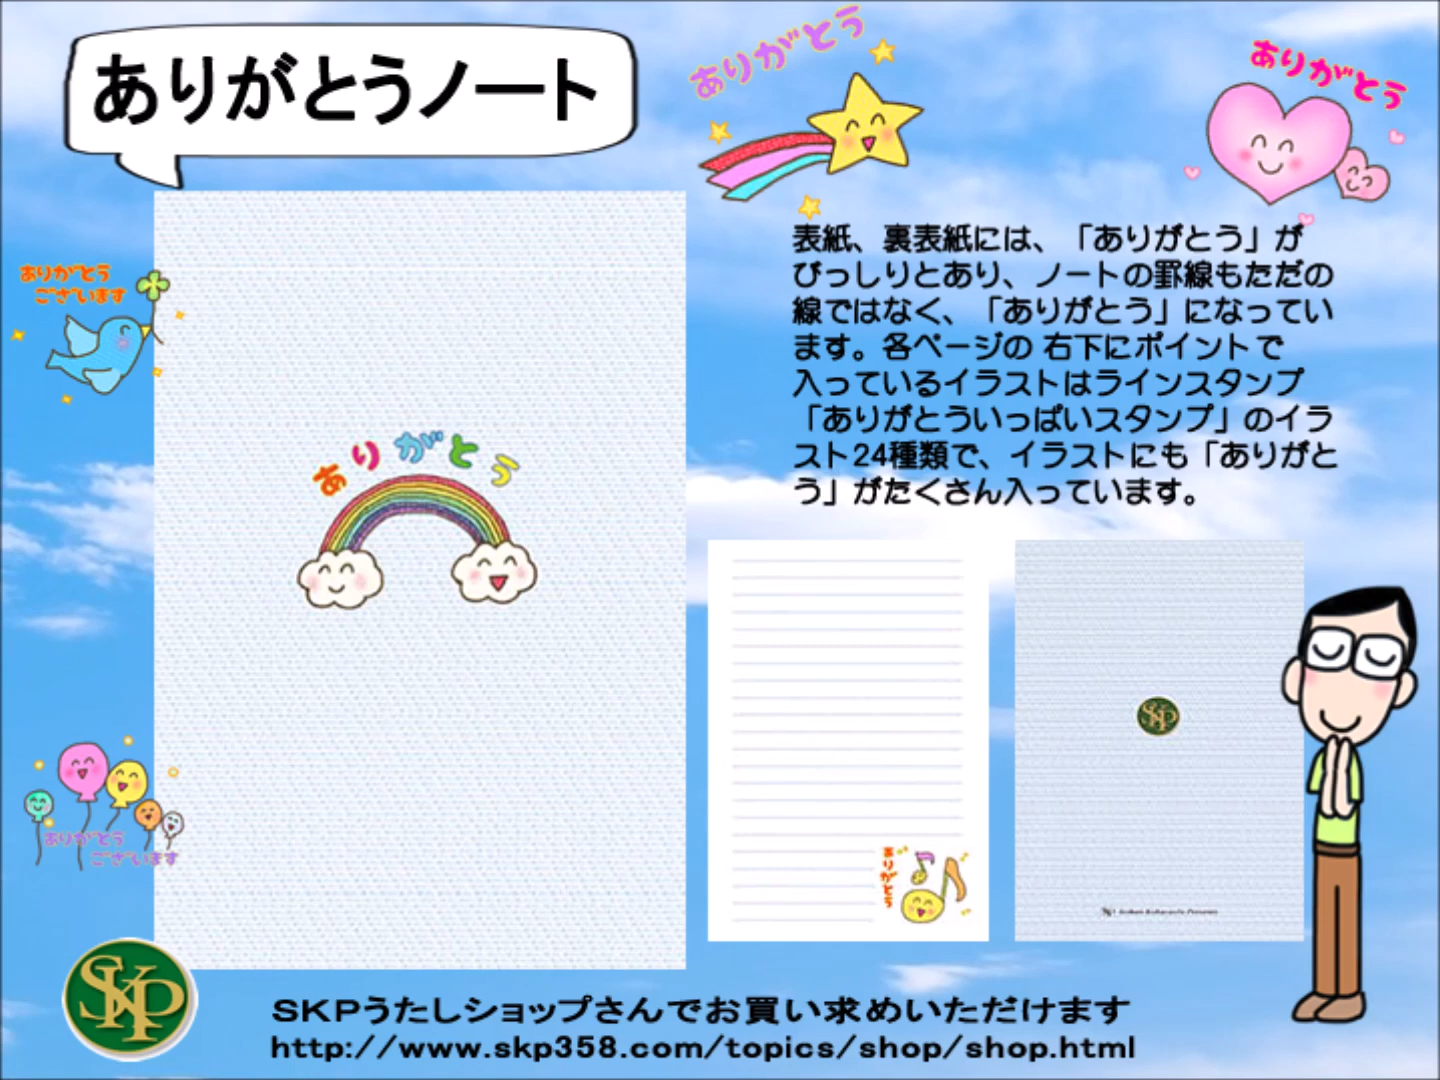 ありがとうノート
ありがとう
ありがとう
表紙、裏表紙には、「ありがとう」が
びっしりとあり、ノートの罫線もただの
線ではなく、「ありがとう」になってい
ます。各ページの 右下にポイントで
入っているイラストはラインスタンプ
「ありがとういっぱいスタンプ」のイラ
スト24種類で、イラストにも「ありがと
う」がたくさん入っています。
ありがとう
ございます
ありがとう
ありがとう
ございます
ありがとう
SKP
SKP
SKPうたしショップさんでお買い求めいただけます
http://www.skp358.com/topics/shop/shop.html